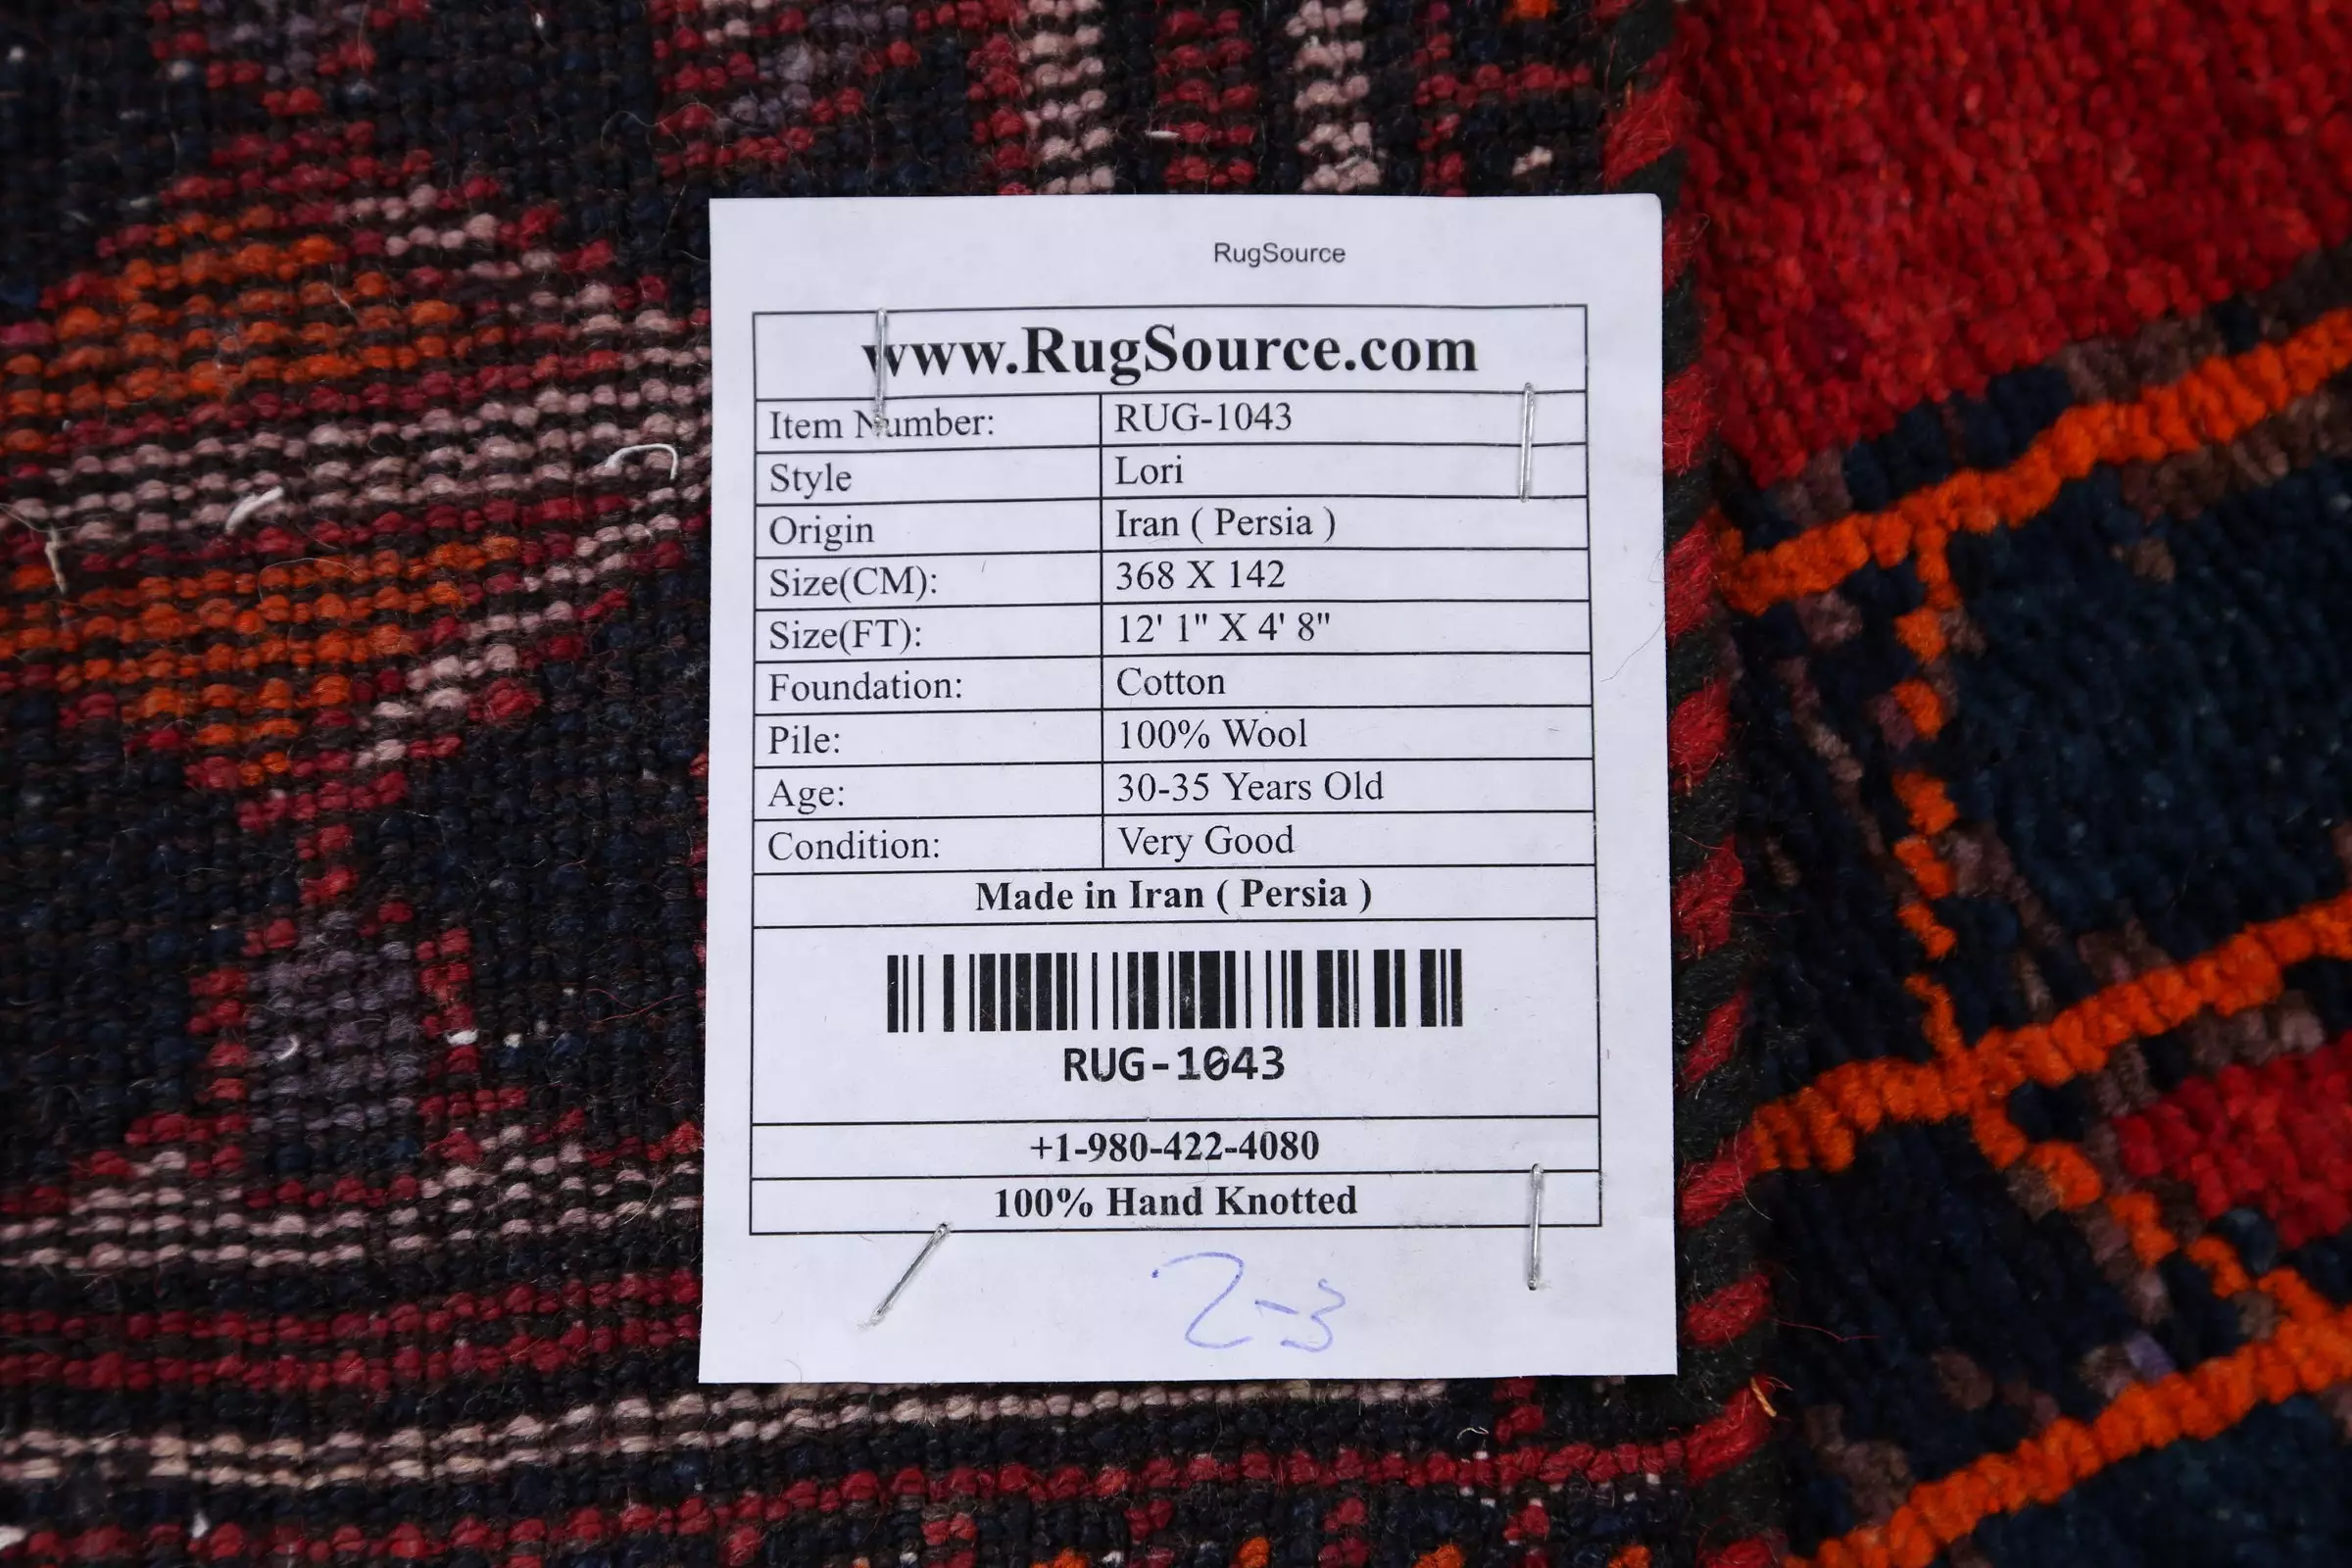 RugSource
www.RugSource.com
Item Number: RUG-1043
Style Lori
Origin Iran ( Persia )
Size(CM): 368 X 142
Size(FT): 12' 1" X 4' 8"
Foundation: Cotton
Pile: 100% Wool
Age: 30-35 Years Old
Condition: Very Good
Made in Iran ( Persia )
RUG-1043
+1-980-422-4080
100% Hand Knotted
2-3